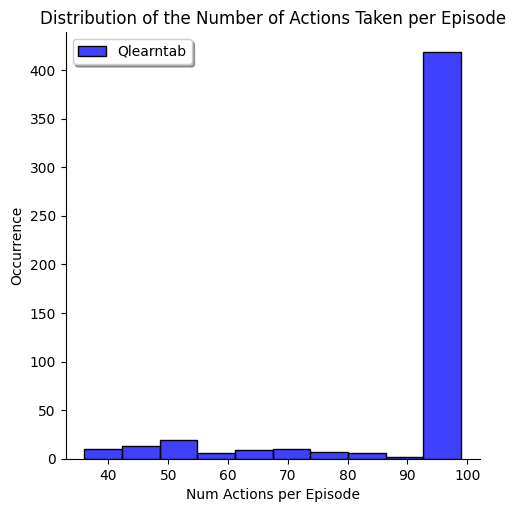 Distribution of the Number of Actions Taken per Episode
Qlearntab
400
350
300
250
200
150
100
50
0
Occurrence
40 50 60 70 80 90 100
Num Actions per Episode